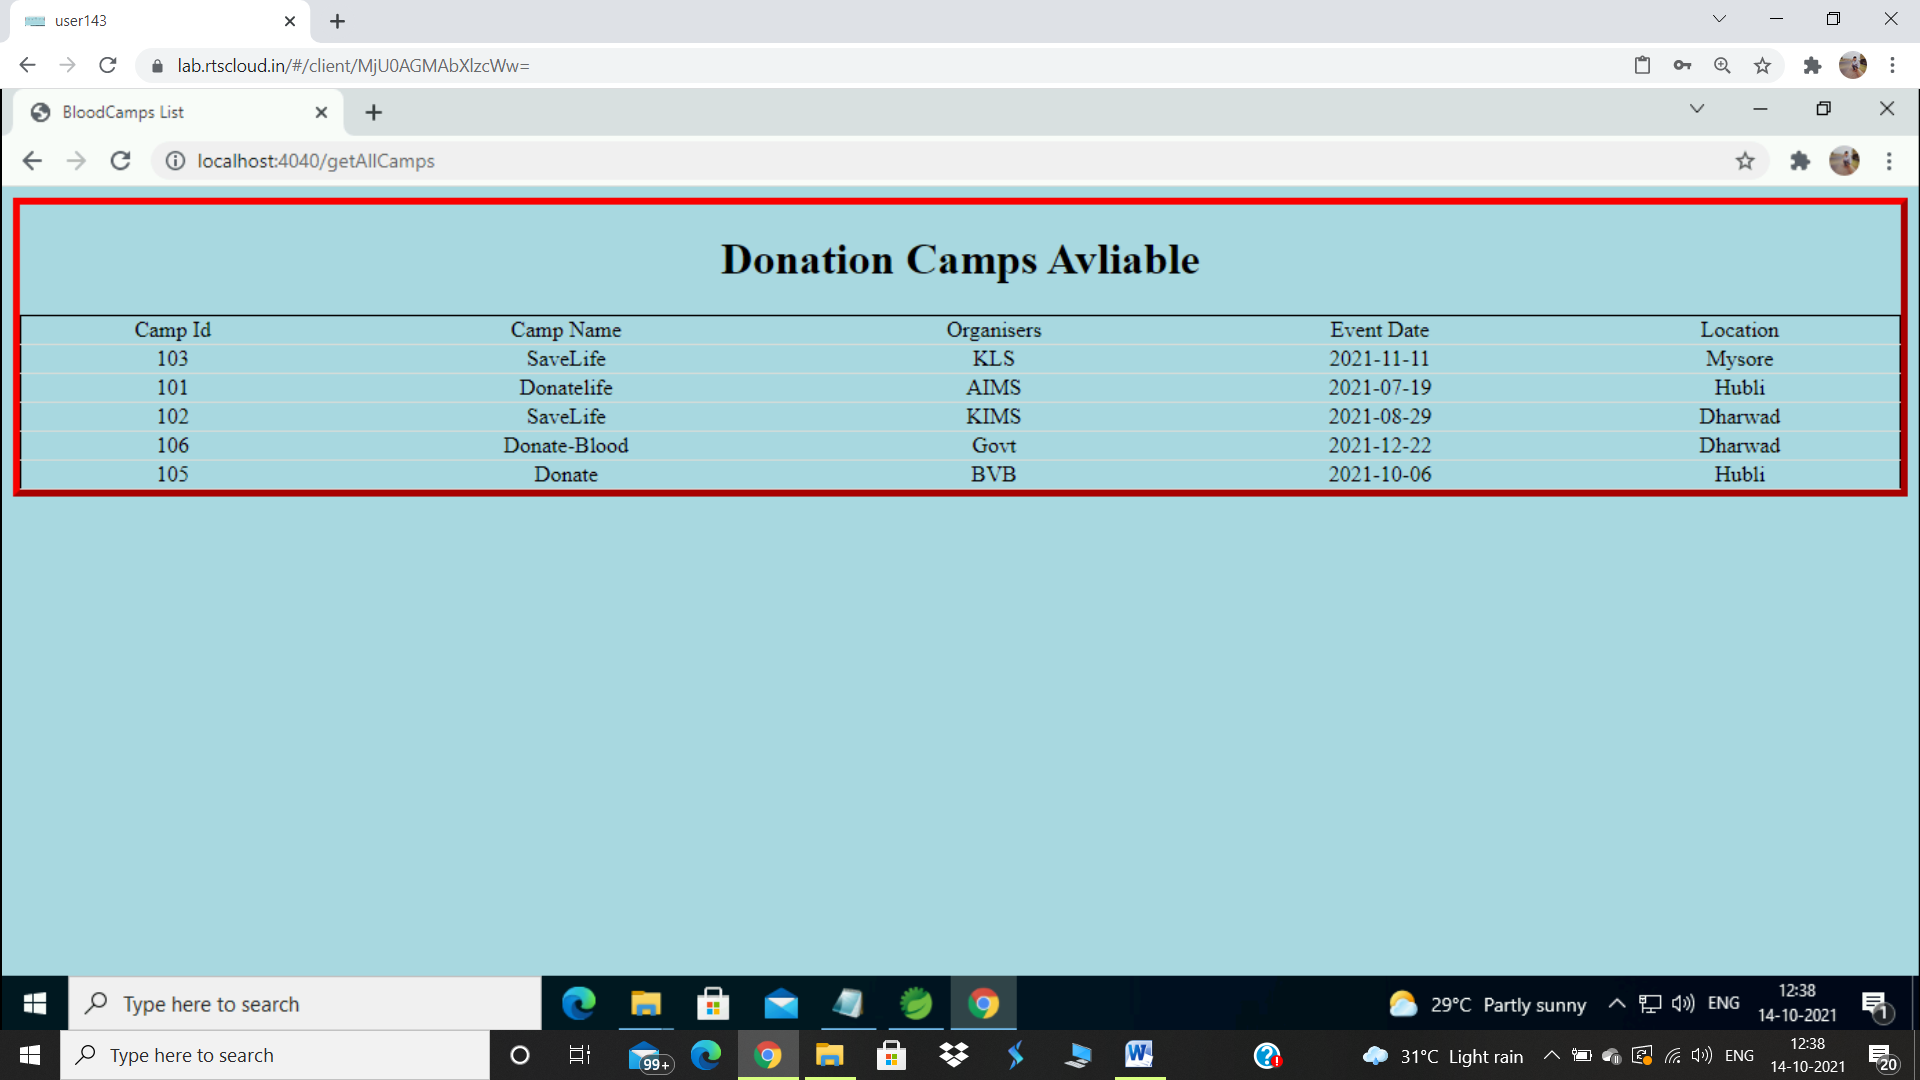 user143
lab.rtscloud.in/#/client/MjU0AGMAbXlzcWw=
BloodCamps List
localhost:4040/getAllCamps
Donation Camps Avliable
Camp Id Camp Name Organisers Event Date Location
103 SaveLife KLS 2021-11-11 Mysore
101 Donatelife AIMS 2021-07-19 Hubli
102 SaveLife KIMS 2021-08-29 Dharwad
106 Donate-Blood Govt 2021-12-22 Dharwad
105 Donate BVB 2021-10-06 Hubli
Type here to search 29°C Partly sunny ENG 12:38
14-10-2021 1
Type here to search 99+ W 31°C Light rain ENG 12:38
14-10-2021 20